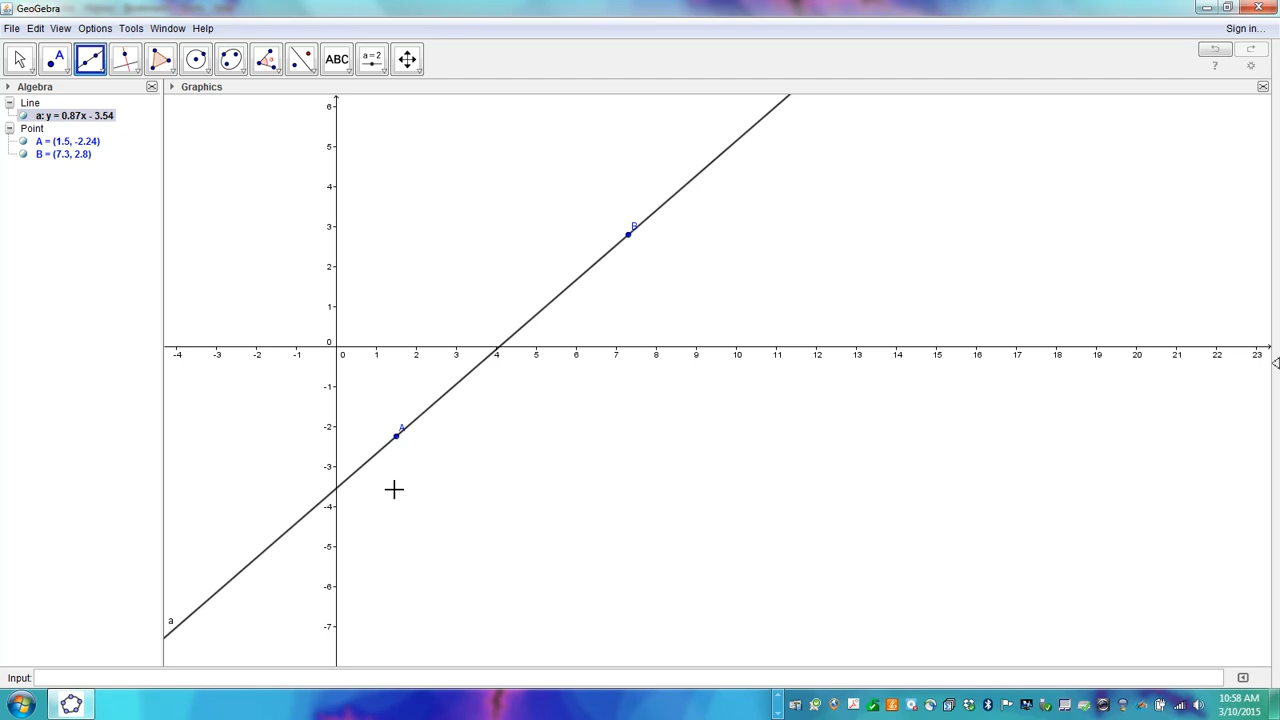 GeoGebra
File Edit View Options Tools Window Help
Sign in...
A
ABC
a=2
?
Algebra
Graphics
Line
a: y = 0.87x - 3.54
Point
A = (1.5, -2.24)
B = (7.3, 2.8)
6
5
4
3
B
2
1
0
-4 -3 -2 -1 0 1 2 3 4 5 6 7 8 9 10 11 12 13 14 15 16 17 18 19 20 21 22 23
-1
-2
A
-3
-4
-5
-6
a
-7
Input:
10:58 AM
3/10/2015